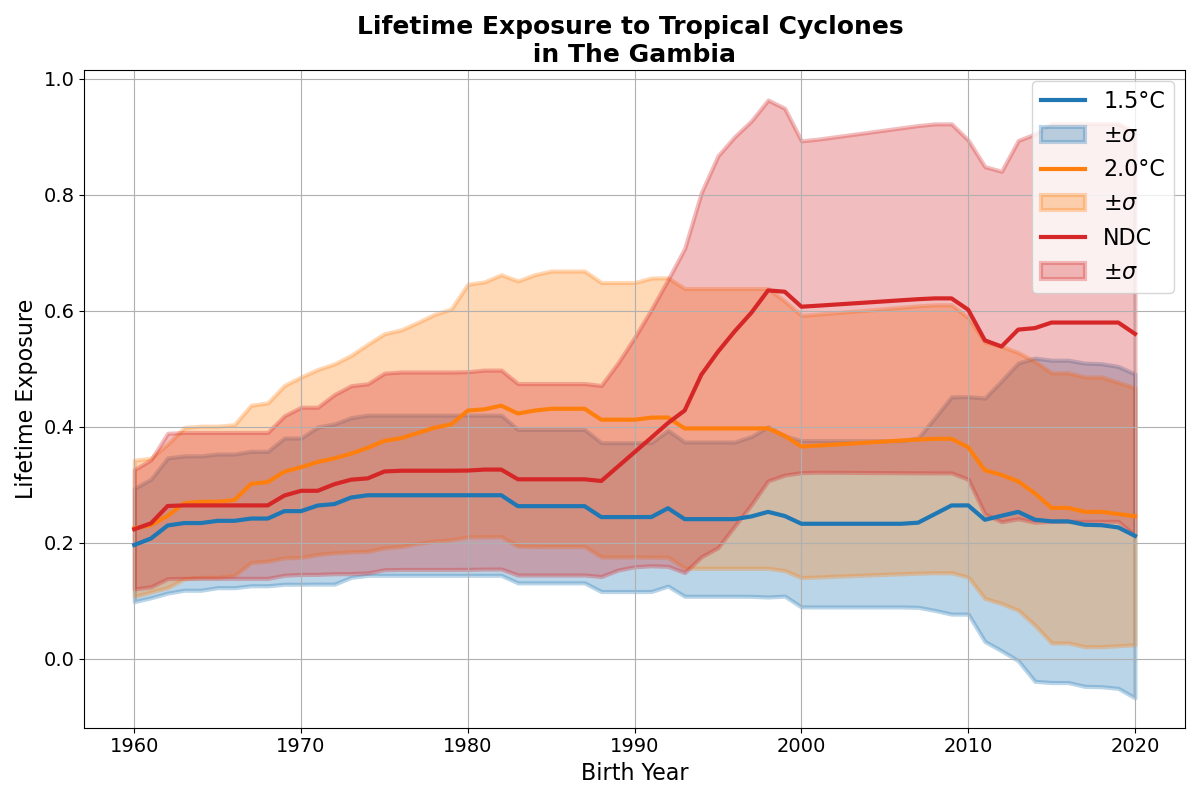 Lifetime Exposure to Tropical Cyclones
in The Gambia
Lifetime Exposure
1.0
0.8
0.6
0.4
0.2
0.0
1960
1970
1980
1990
2000
2010
2020
Birth Year
1.5°C
±σ
2.0°C
±σ
NDC
±σ